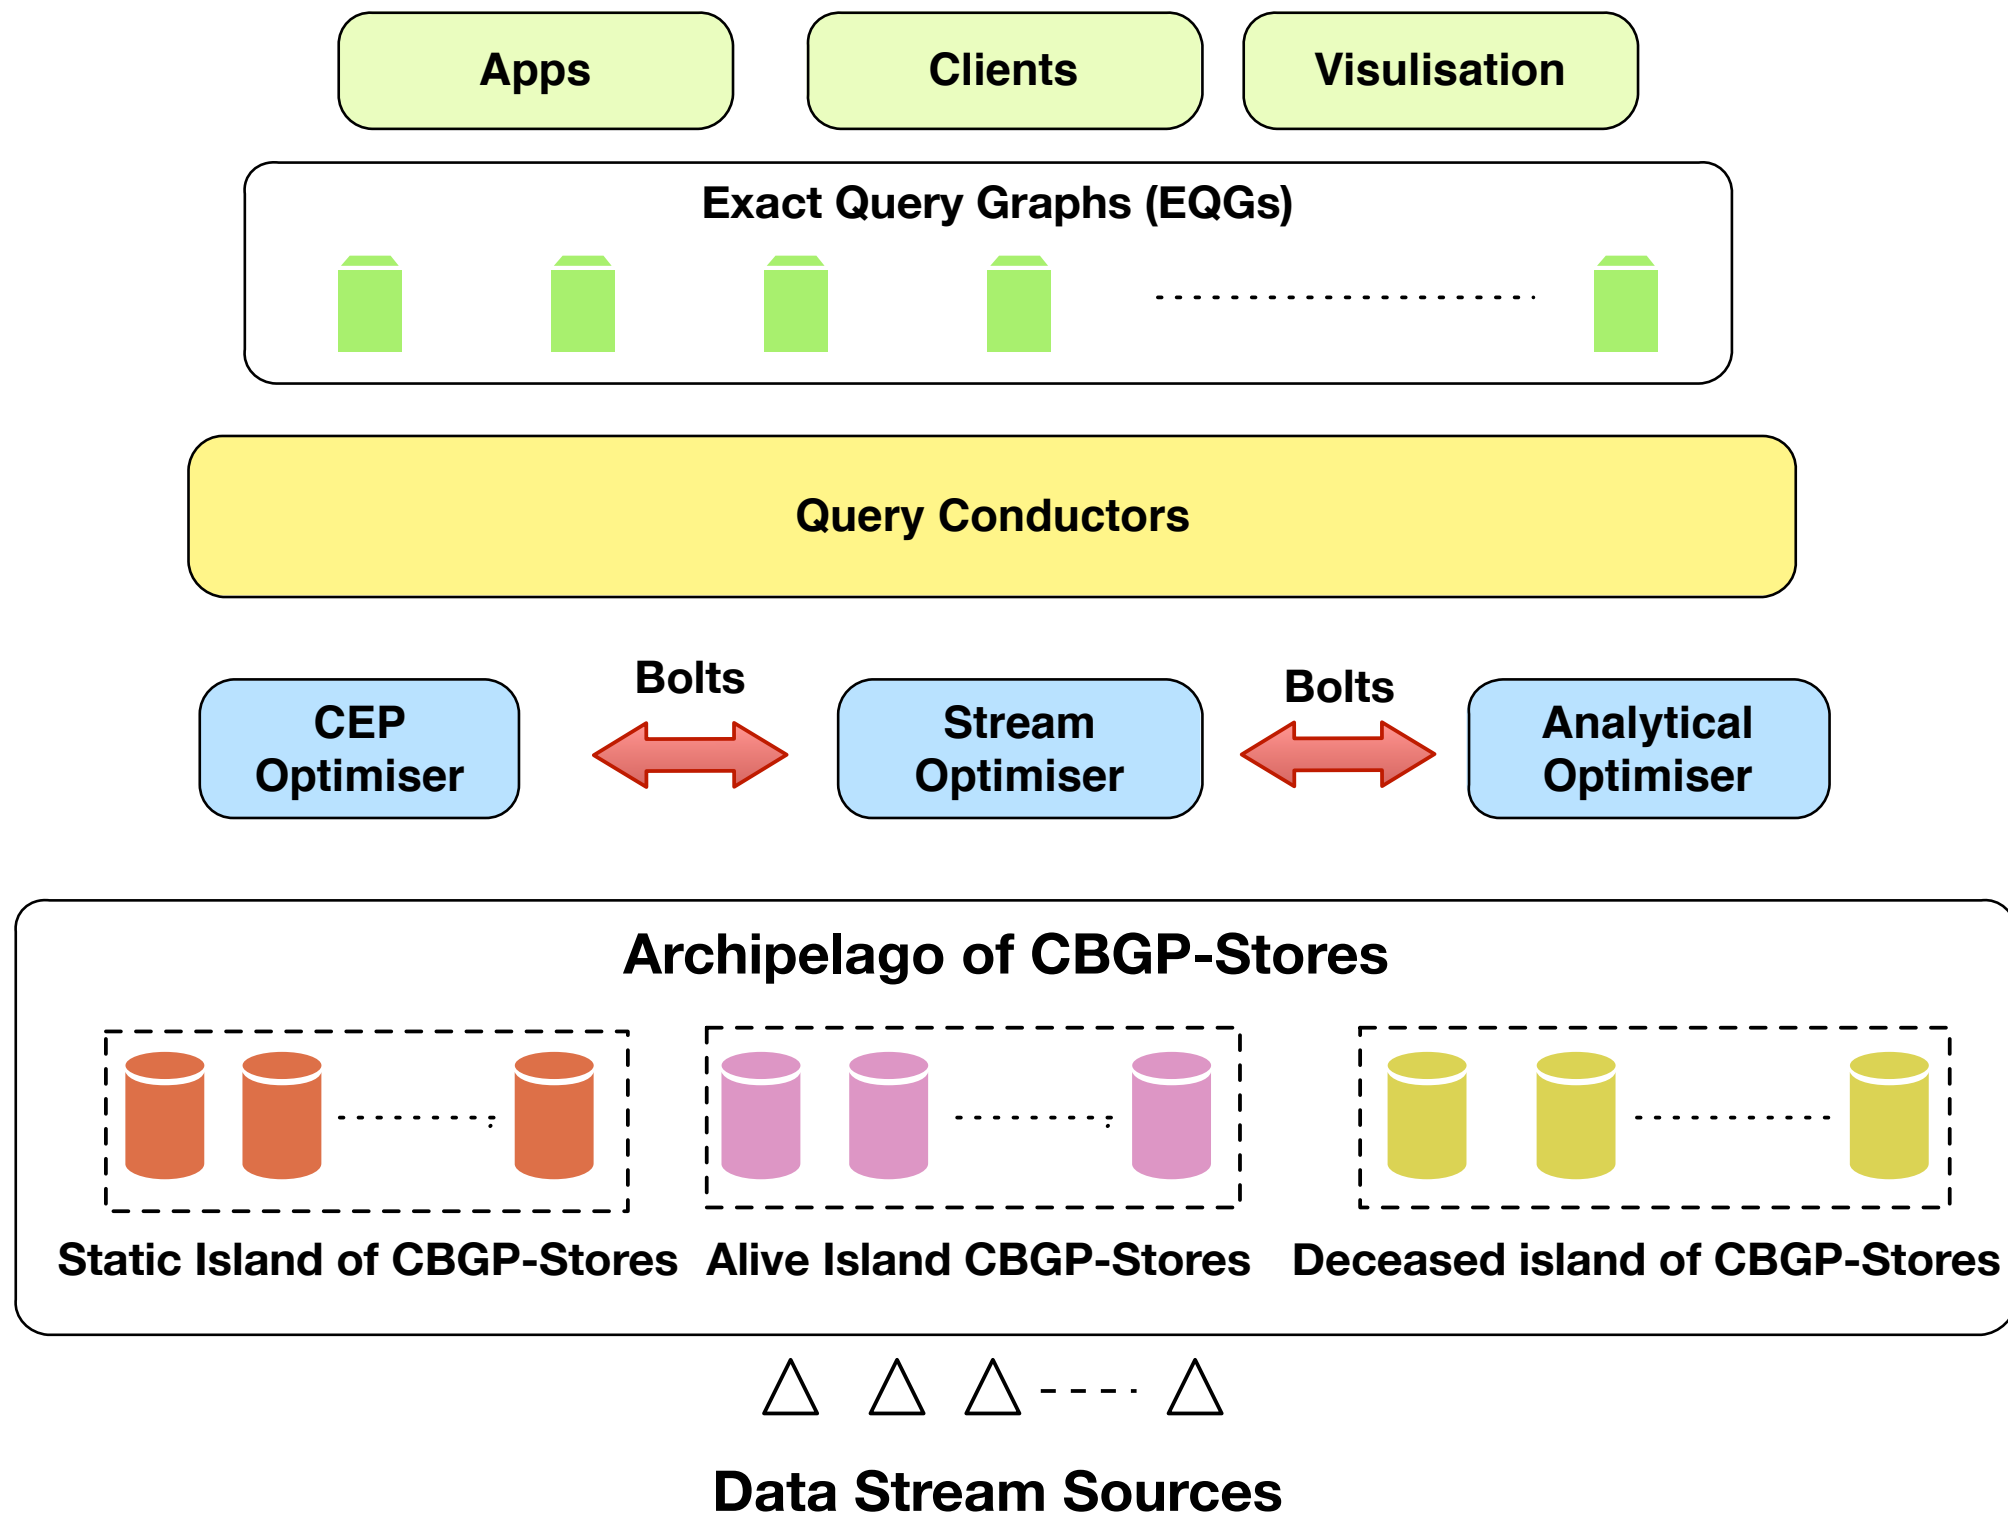 Apps
Clients
Visulisation
Exact Query Graphs (EQGs)
Query Conductors
Bolts
Bolts
CEP
Optimiser
Stream
Optimiser
Analytical
Optimiser
Archipelago of CBGP-Stores
Static Island of CBGP-Stores
Alive Island CBGP-Stores
Deceased island of CBGP-Stores
Data Stream Sources